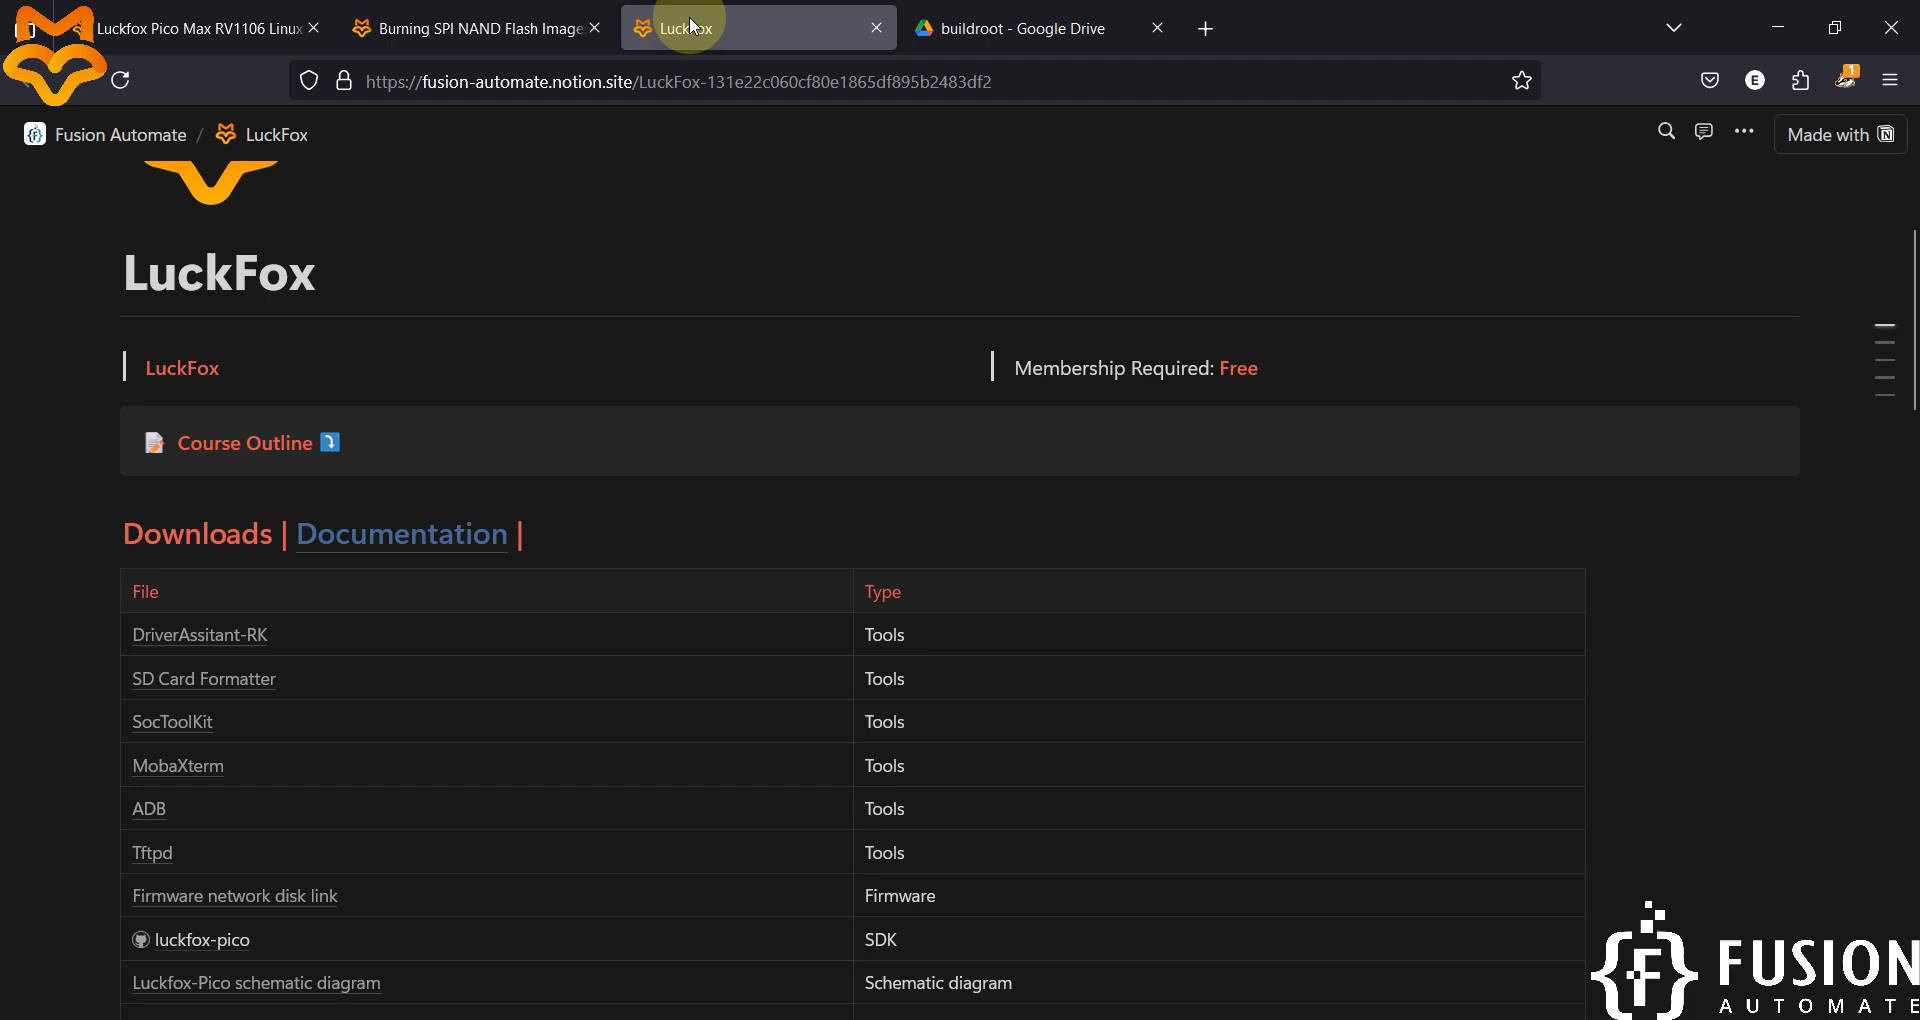 Luckfox Pico Max RV1106 Linux
Burning SPI NAND Flash Image
Luckfox
buildroot - Google Drive
https://fusion-automate.notion.site/LuckFox-131e22c060cf80e1865df895b2483df2
E
1
Fusion Automate / LuckFox
Made with
LuckFox
LuckFox
Membership Required: Free
Course Outline
Downloads | Documentation |
File Type
DriverAssitant-RK Tools
SD Card Formatter Tools
SocToolKit Tools
MobaXterm Tools
ADB Tools
Tftpd Tools
Firmware network disk link Firmware
luckfox-pico SDK
Luckfox-Pico schematic diagram Schematic diagram
FUSION
AUTOMATE